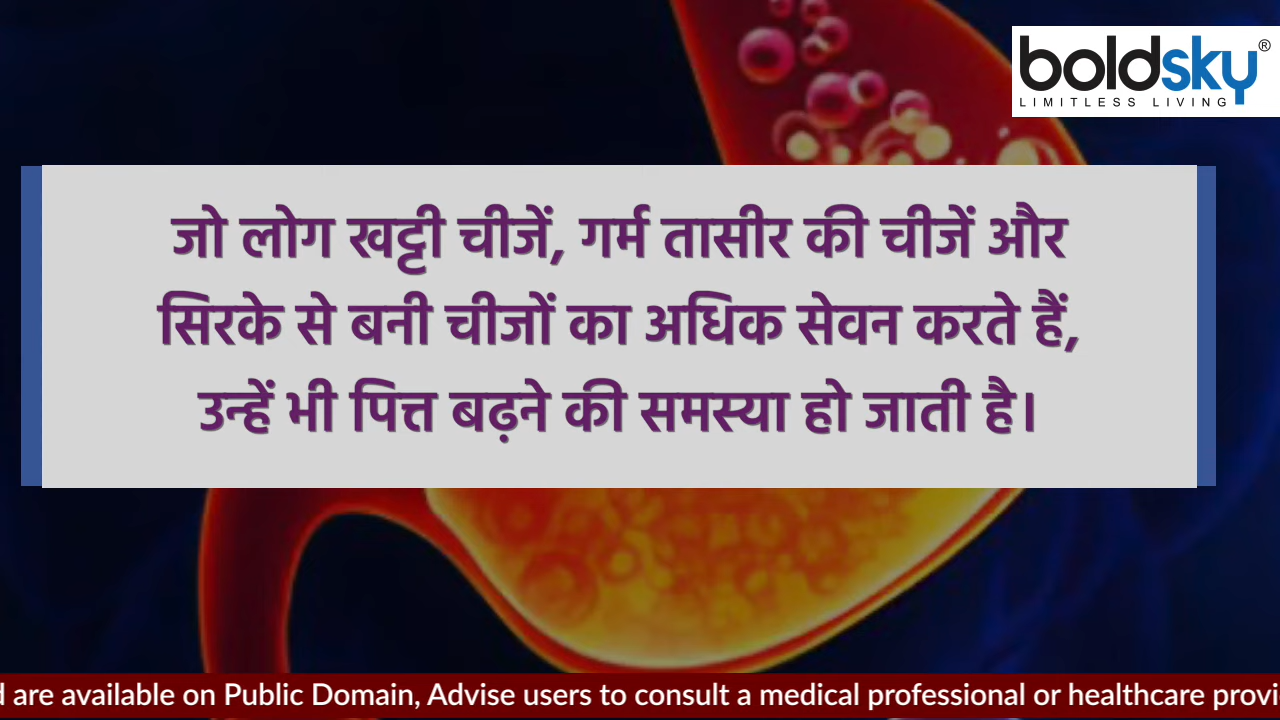 boldsky®
LIMITLESS LIVING
जो लोग खट्टी चीजें, गर्म तासीर की चीजें और
सिरके से बनी चीजों का अधिक सेवन करते हैं,
उन्हें भी पित्त बढ़ने की समस्या हो जाती है।
are available on Public Domain, Advise users to consult a medical professional or healthcare